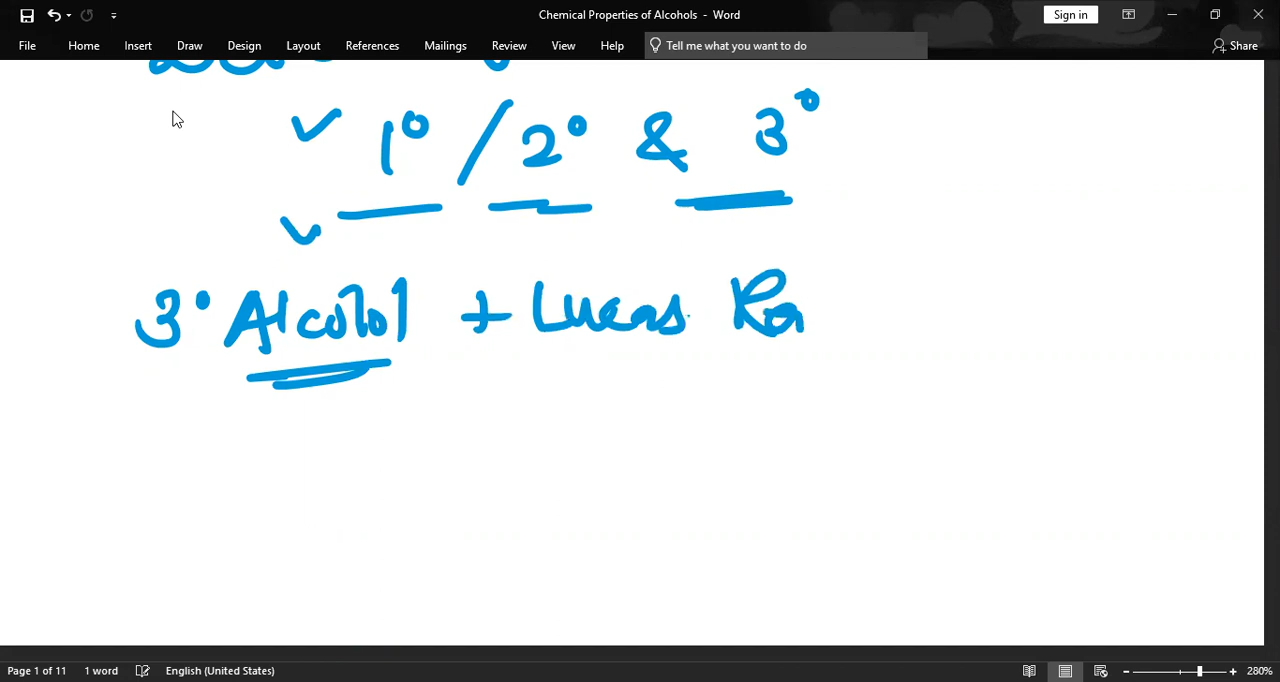 Chemical Properties of Alcohols - Word
Sign in
File Home Insert Draw Design Layout References Mailings Review View Help Tell me what you want to do Share
1° / 2° & 3°
3° Alcohol + Lucas
Page 1 of 11 1 word English (United States) 280%